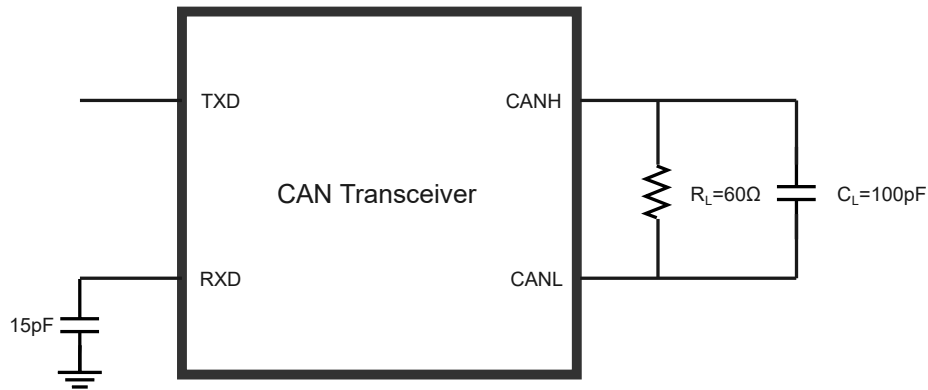 TXD
CANH
CAN Transceiver
R_L=60Ω
C_L=100pF
RXD
CANL
15pF